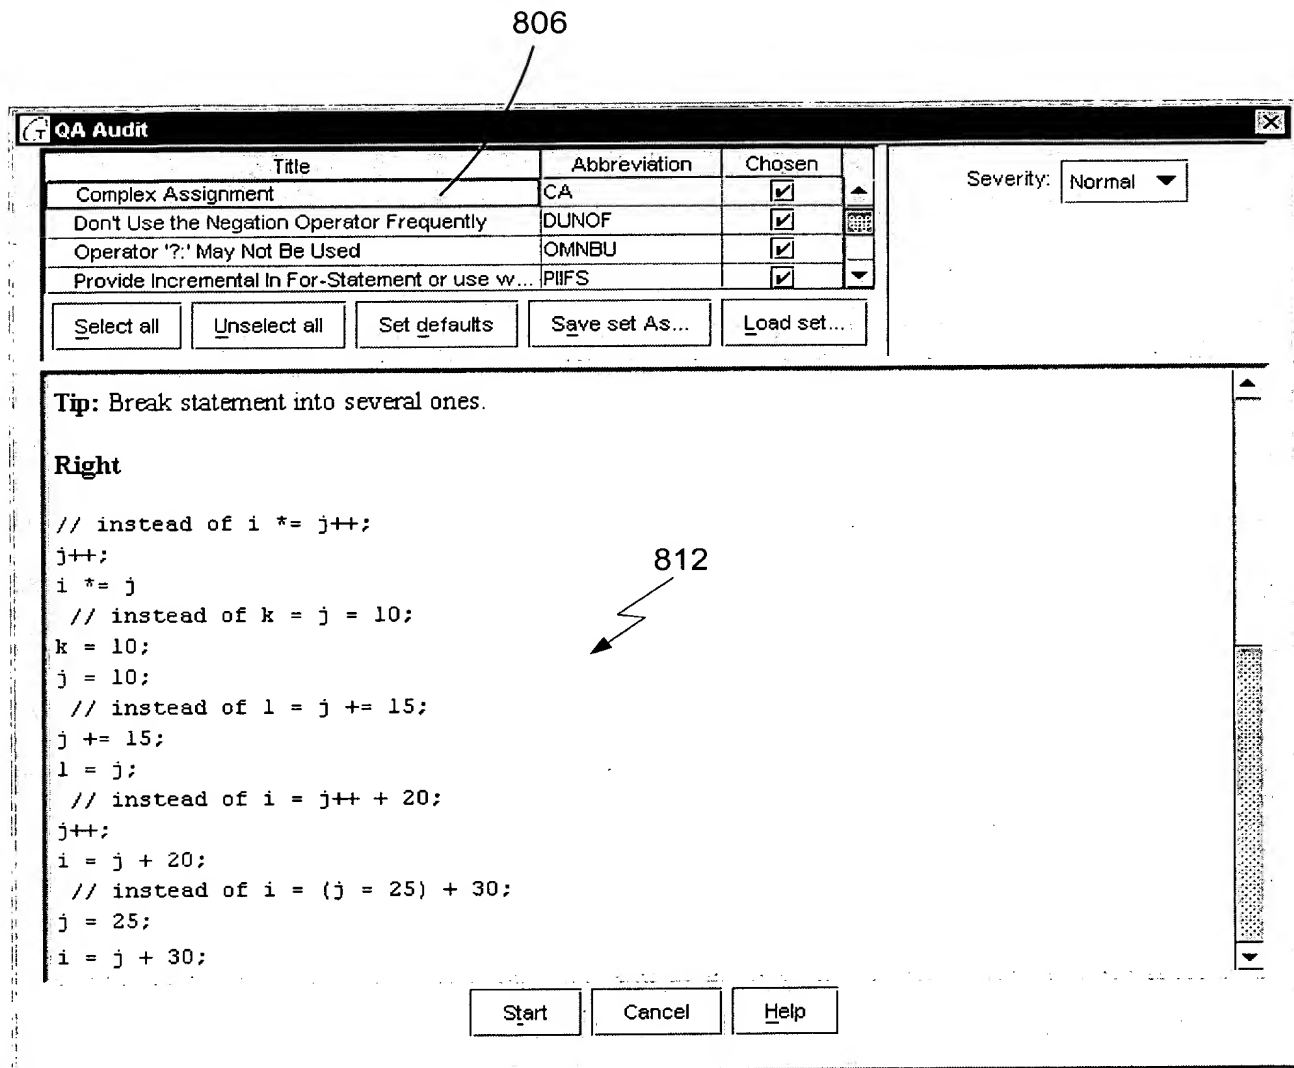 806
QA Audit
Title Abbreviation Chosen
Complex Assignment CA
Don't Use the Negation Operator Frequently DUNOF
Operator '?:' May Not Be Used OMNBU
Provide Incremental In For-Statement or use w... PIIFS
Severity: Normal
Select all Unselect all Set defaults Save set As... Load set...
Tip: Break statement into several ones.
Right
// instead of i *= j++;
j++;
i *= j
// instead of k = j = 10;
k = 10;
j = 10;
// instead of l = j += 15;
j += 15;
l = j;
// instead of i = j++ + 20;
j++;
i = j + 20;
// instead of i = (j = 25) + 30;
j = 25;
i = j + 30;
812
Start Cancel Help